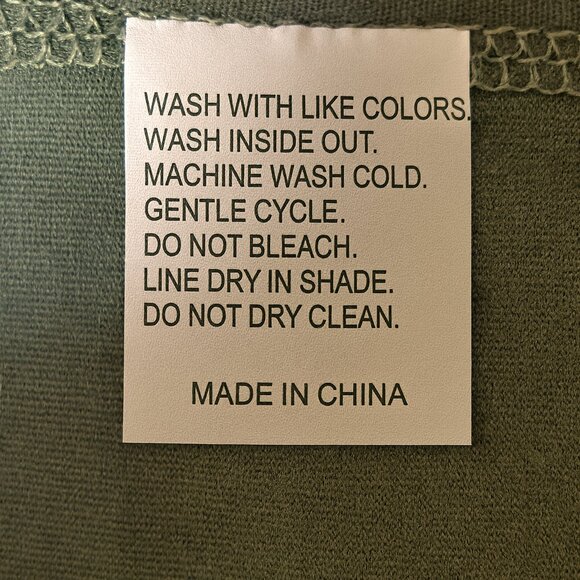 WASH WITH LIKE COLORS.
WASH INSIDE OUT.
MACHINE WASH COLD.
GENTLE CYCLE.
DO NOT BLEACH.
LINE DRY IN SHADE.
DO NOT DRY CLEAN.
MADE IN CHINA